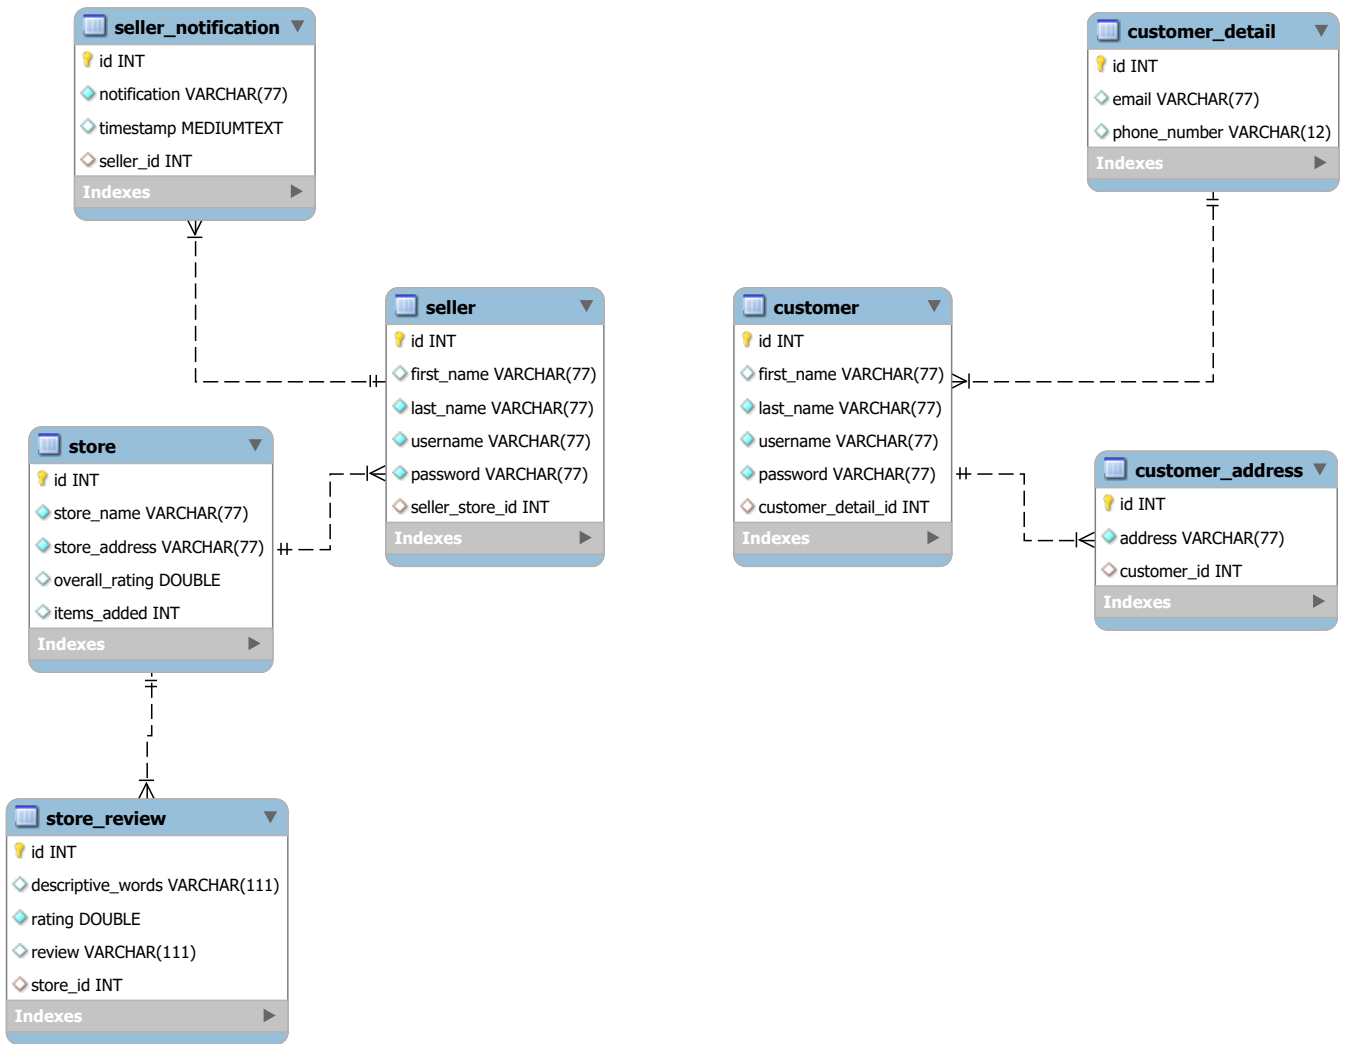 seller_notification
id INT
notification VARCHAR(77)
timestamp MEDIUMTEXT
seller_id INT
Indexes
customer_detail
id INT
email VARCHAR(77)
phone_number VARCHAR(12)
Indexes
seller
id INT
first_name VARCHAR(77)
last_name VARCHAR(77)
username VARCHAR(77)
password VARCHAR(77)
seller_store_id INT
Indexes
customer
id INT
first_name VARCHAR(77)
last_name VARCHAR(77)
username VARCHAR(77)
password VARCHAR(77)
customer_detail_id INT
Indexes
store
id INT
store_name VARCHAR(77)
store_address VARCHAR(77)
overall_rating DOUBLE
items_added INT
Indexes
customer_address
id INT
address VARCHAR(77)
customer_id INT
Indexes
store_review
id INT
descriptive_words VARCHAR(111)
rating DOUBLE
review VARCHAR(111)
store_id INT
Indexes